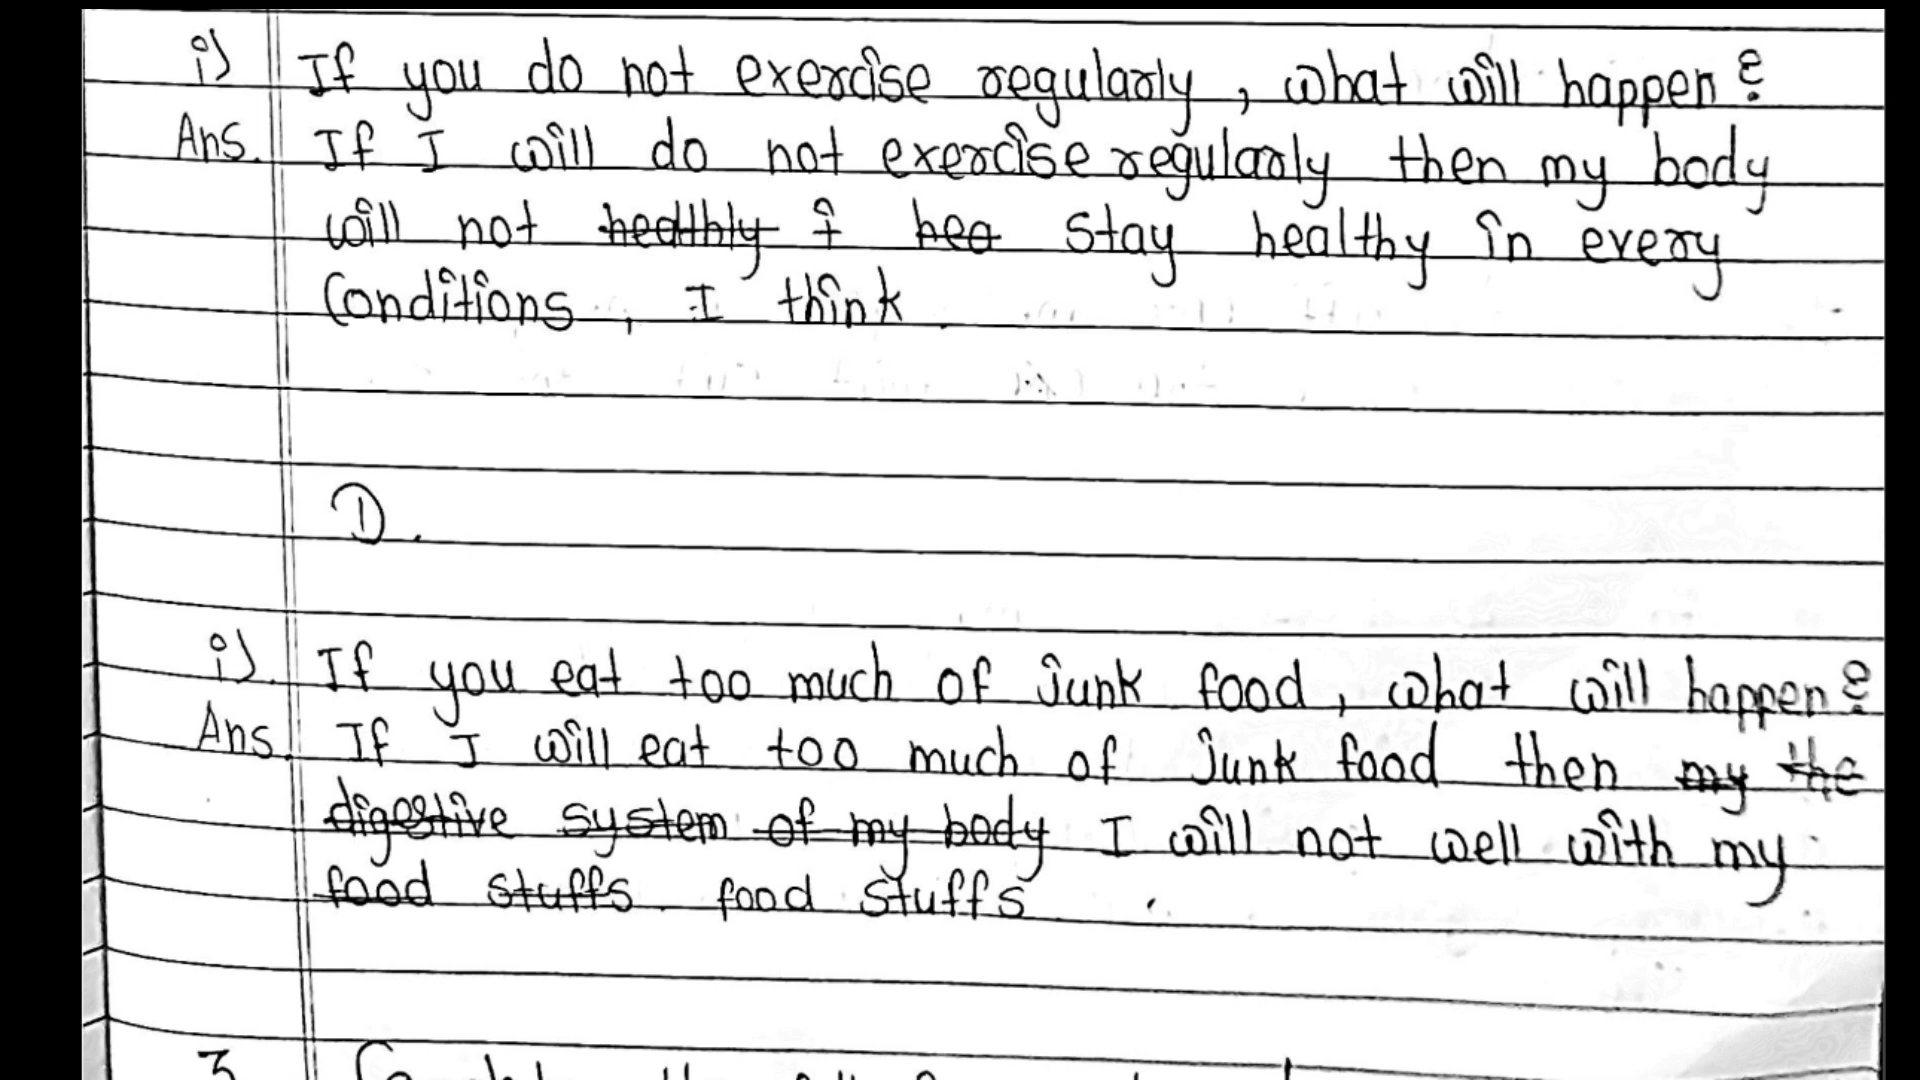 i) If you do not exercise regularly, what will happen?
Ans. If I will do not exercise regularly then my body
will not healthly f hea stay healthy in every
Conditions, I think.
D.
i). If you eat too much of junk food, what will happen?
Ans. If I will eat too much of junk food then my the
digestive system of my body I will not well with my
food stuffs. food stuffs.
3